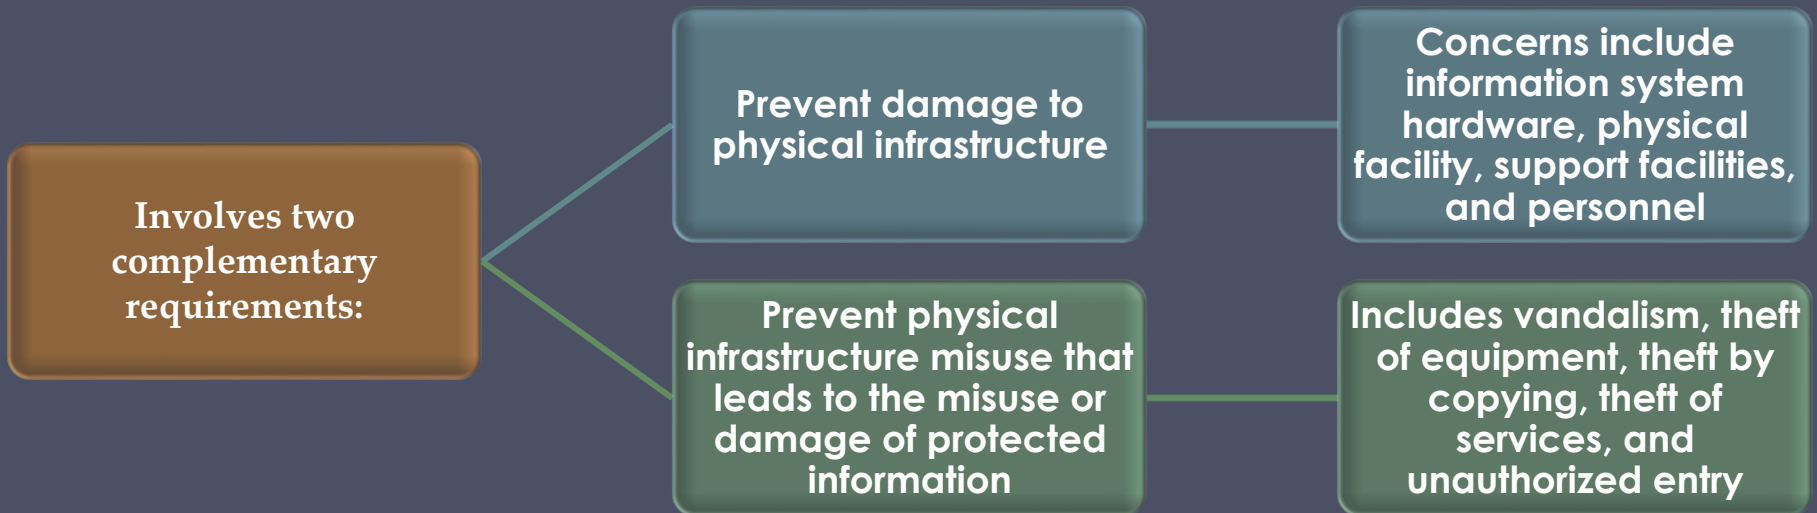 Involves two
complementary
requirements:
Prevent damage to
physical infrastructure
Concerns include
information system
hardware, physical
facility, support facilities,
and personnel
Prevent physical
infrastructure misuse that
leads to the misuse or
damage of protected
information
Includes vandalism, theft
of equipment, theft by
copying, theft of
services, and
unauthorized entry